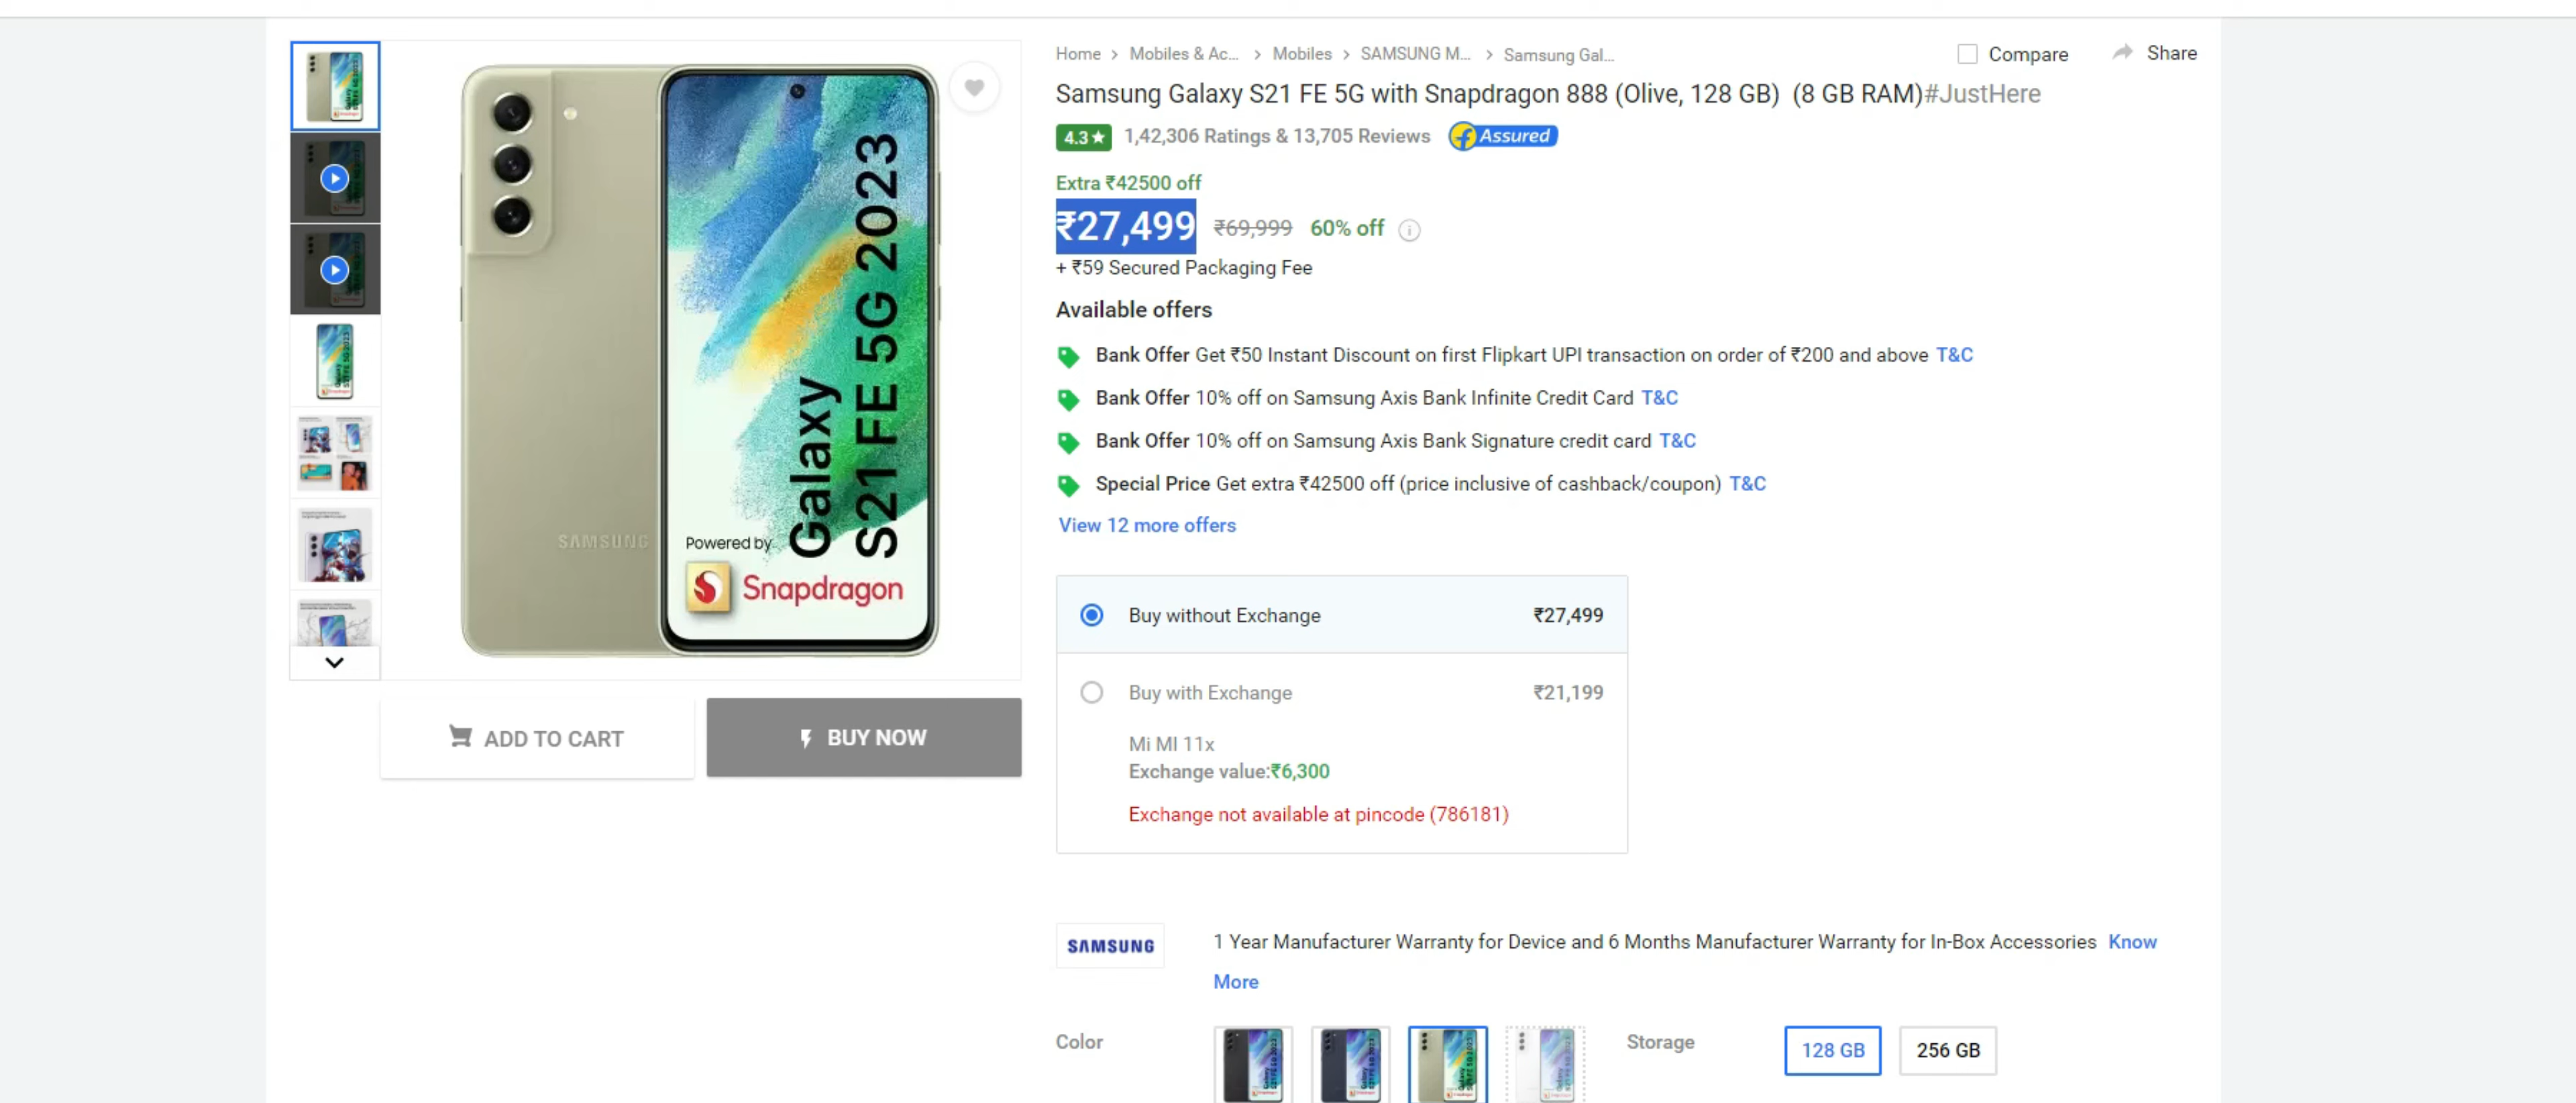 Home > Mobiles & Ac... > Mobiles > SAMSUNG M... > Samsung Gal...
Compare
Share
Samsung Galaxy S21 FE 5G with Snapdragon 888 (Olive, 128 GB) (8 GB RAM)#JustHere
4.3★ 1,42,306 Ratings & 13,705 Reviews Assured
Extra ₹42500 off
₹27,499 ₹69,999 60% off
+ ₹59 Secured Packaging Fee
Available offers
Bank Offer Get ₹50 Instant Discount on first Flipkart UPI transaction on order of ₹200 and above T&C
Bank Offer 10% off on Samsung Axis Bank Infinite Credit Card T&C
Bank Offer 10% off on Samsung Axis Bank Signature credit card T&C
Special Price Get extra ₹42500 off (price inclusive of cashback/coupon) T&C
View 12 more offers
Galaxy
S21 FE 5G 2023
SAMSUNG
Powered by
Snapdragon
ADD TO CART
BUY NOW
Buy without Exchange ₹27,499
Buy with Exchange ₹21,199
Mi MI 11x
Exchange value:₹6,300
Exchange not available at pincode (786181)
SAMSUNG
1 Year Manufacturer Warranty for Device and 6 Months Manufacturer Warranty for In-Box Accessories Know
More
Color
Storage
128 GB
256 GB